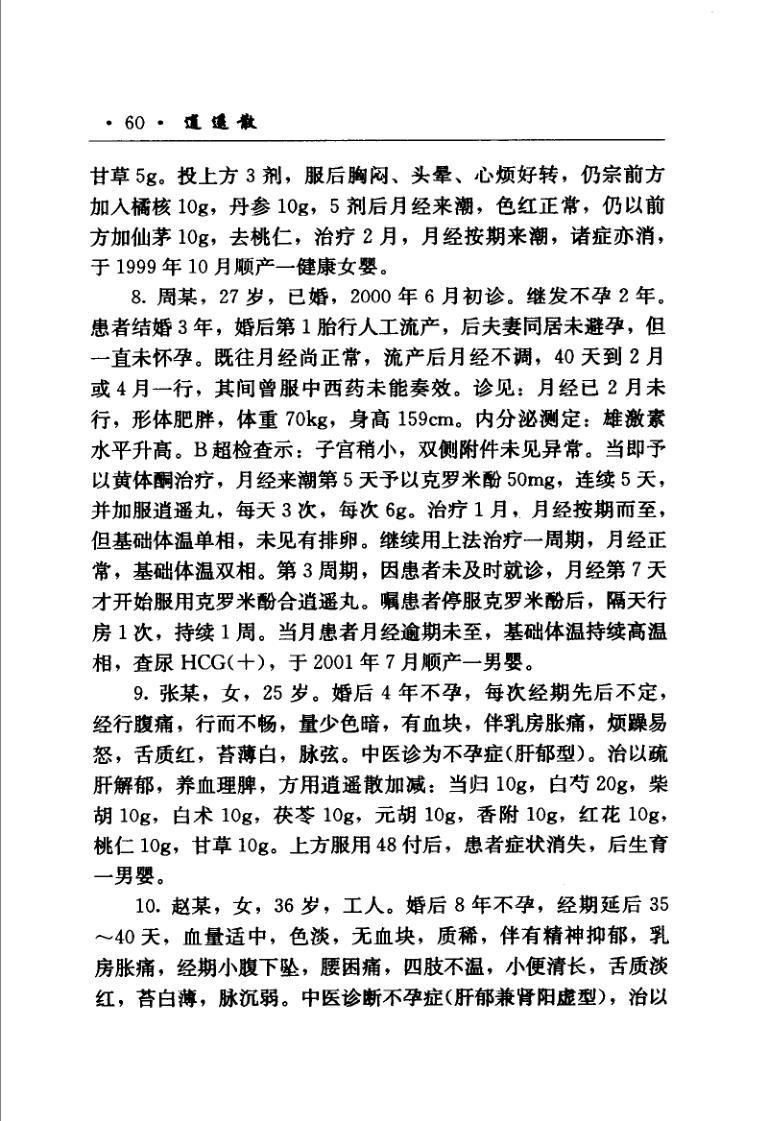 · 60 · 逍遥散
甘草 5g。投上方 3 剂，服后胸闷、头晕、心烦好转，仍宗前方
加入橘核 10g，丹参 10g，5 剂后月经来潮，色红正常，仍以前
方加仙茅 10g，去桃仁，治疗 2 月，月经按期来潮，诸症亦消，
于 1999 年 10 月顺产一健康女婴。
8. 周某，27 岁，已婚，2000 年 6 月初诊。继发不孕 2 年。
患者结婚 3 年，婚后第 1 胎行人工流产，后夫妻同居未避孕，但
一直未怀孕。既往月经尚正常，流产后月经不调，40 天到 2 月
或 4 月一行，其间曾服中西药未能奏效。诊见：月经已 2 月未
行，形体肥胖，体重 70kg，身高 159cm。内分泌测定：雄激素
水平升高。B 超检查示：子宫稍小，双侧附件未见异常。当即予
以黄体酮治疗，月经来潮第 5 天予以克罗米酚 50mg，连续 5 天，
并加服逍遥丸，每天 3 次，每次 6g。治疗 1 月，月经按期而至，
但基础体温单相，未见有排卵。继续用上法治疗一周期，月经正
常，基础体温双相。第 3 周期，因患者未及时就诊，月经第 7 天
才开始服用克罗米酚合逍遥丸。嘱患者停服克罗米酚后，隔天行
房 1 次，持续 1 周。当月患者月经逾期未至，基础体温持续高温
相，查尿 HCG(＋)，于 2001 年 7 月顺产一男婴。
9. 张某，女，25 岁。婚后 4 年不孕，每次经期先后不定，
经行腹痛，行而不畅，量少色暗，有血块，伴乳房胀痛，烦躁易
怒，舌质红，苔薄白，脉弦。中医诊为不孕症(肝郁型)。治以疏
肝解郁，养血理脾，方用逍遥散加减：当归 10g，白芍 20g，柴
胡 10g，白术 10g，茯苓 10g，元胡 10g，香附 10g，红花 10g，
桃仁 10g，甘草 10g。上方服用 48 付后，患者症状消失，后生育
一男婴。
10. 赵某，女，36 岁，工人。婚后 8 年不孕，经期延后 35
～40 天，血量适中，色淡，无血块，质稀，伴有精神抑郁，乳
房胀痛，经期小腹下坠，腰困痛，四肢不温，小便清长，舌质淡
红，苔白薄，脉沉弱。中医诊断不孕症(肝郁兼肾阳虚型)，治以